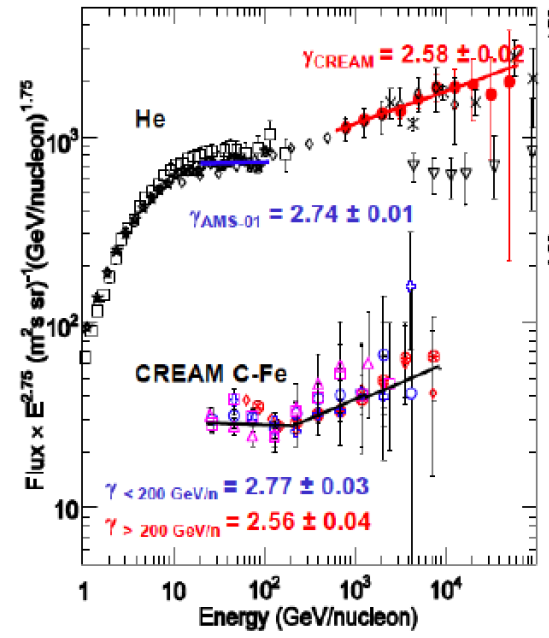 γCREAM = 2.58 ± 0.02
He
10³
γAMS-01 = 2.74 ± 0.01
10²
CREAM C-Fe
γ < 200 GeV/n = 2.77 ± 0.03
γ > 200 GeV/n = 2.56 ± 0.04
10
1 10 10² 10³ 10⁴
Energy (GeV/nucleon)
Flux × E²·⁷⁵ (m²s sr)⁻¹(GeV/nucleon)¹·⁷⁵